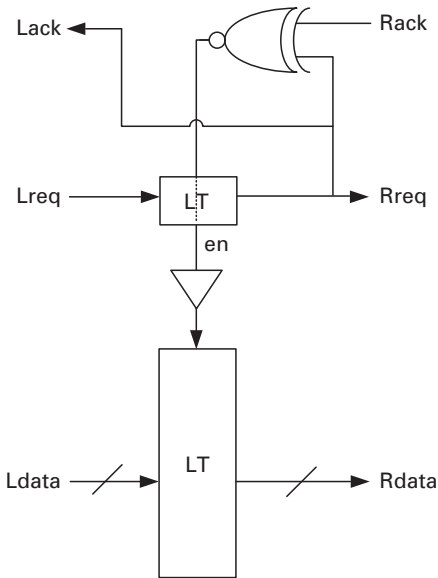 Lack
Rack
Lreq
LT
Rreq
en
LT
Ldata
Rdata